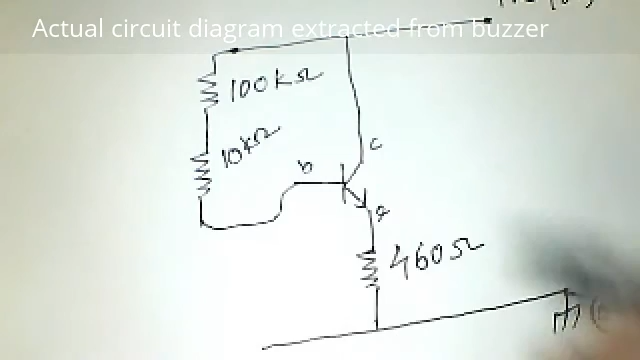 Actual circuit diagram extracted from buzzer
100KΩ
10KΩ
b
c
e
460Ω